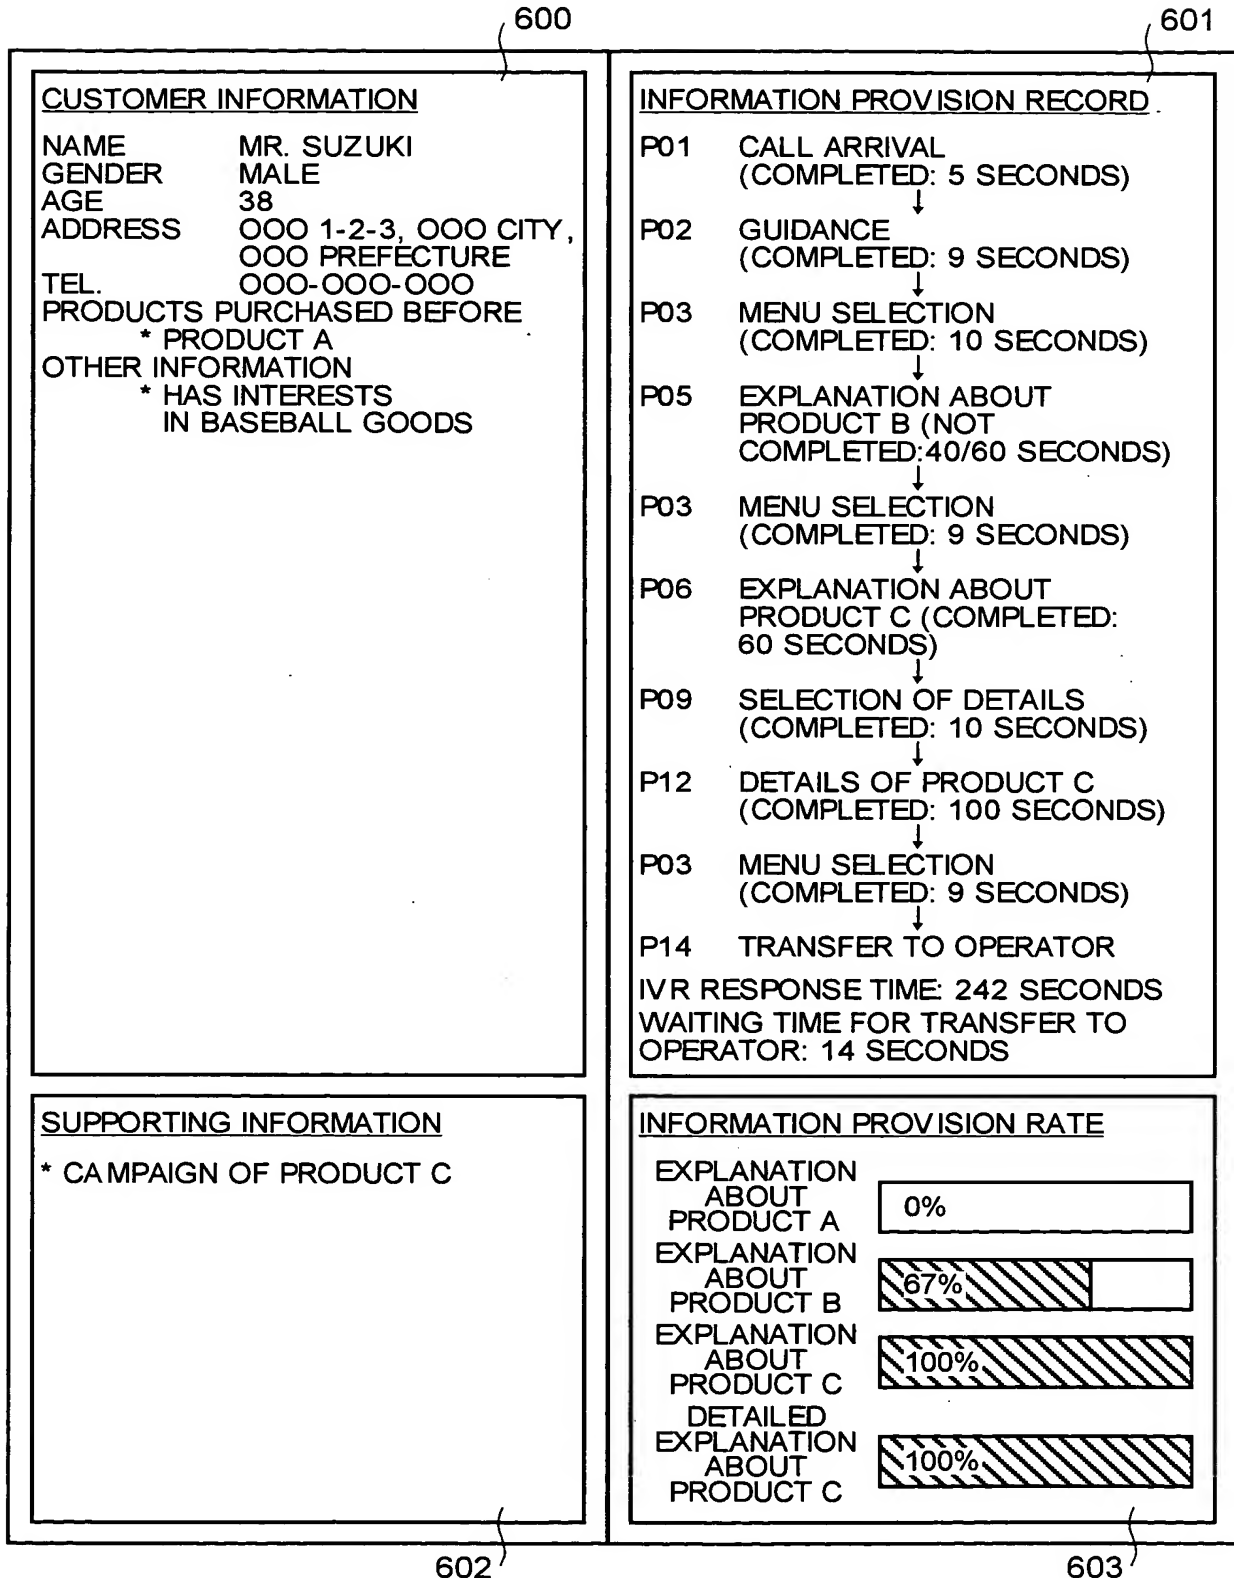 600
601
CUSTOMER INFORMATION
NAME MR. SUZUKI
GENDER MALE
AGE 38
ADDRESS OOO 1-2-3, OOO CITY,
OOO PREFECTURE
TEL. OOO-OOO-OOO
PRODUCTS PURCHASED BEFORE
* PRODUCT A
OTHER INFORMATION
* HAS INTERESTS
IN BASEBALL GOODS
INFORMATION PROVISION RECORD
P01 CALL ARRIVAL
(COMPLETED: 5 SECONDS)
P02 GUIDANCE
(COMPLETED: 9 SECONDS)
P03 MENU SELECTION
(COMPLETED: 10 SECONDS)
P05 EXPLANATION ABOUT
PRODUCT B (NOT
COMPLETED:40/60 SECONDS)
P03 MENU SELECTION
(COMPLETED: 9 SECONDS)
P06 EXPLANATION ABOUT
PRODUCT C (COMPLETED:
60 SECONDS)
P09 SELECTION OF DETAILS
(COMPLETED: 10 SECONDS)
P12 DETAILS OF PRODUCT C
(COMPLETED: 100 SECONDS)
P03 MENU SELECTION
(COMPLETED: 9 SECONDS)
P14 TRANSFER TO OPERATOR
IVR RESPONSE TIME: 242 SECONDS
WAITING TIME FOR TRANSFER TO
OPERATOR: 14 SECONDS
SUPPORTING INFORMATION
* CAMPAIGN OF PRODUCT C
INFORMATION PROVISION RATE
EXPLANATION
ABOUT
PRODUCT A
0%
EXPLANATION
ABOUT
PRODUCT B
67%
EXPLANATION
ABOUT
PRODUCT C
100%
DETAILED
EXPLANATION
ABOUT
PRODUCT C
100%
602
603